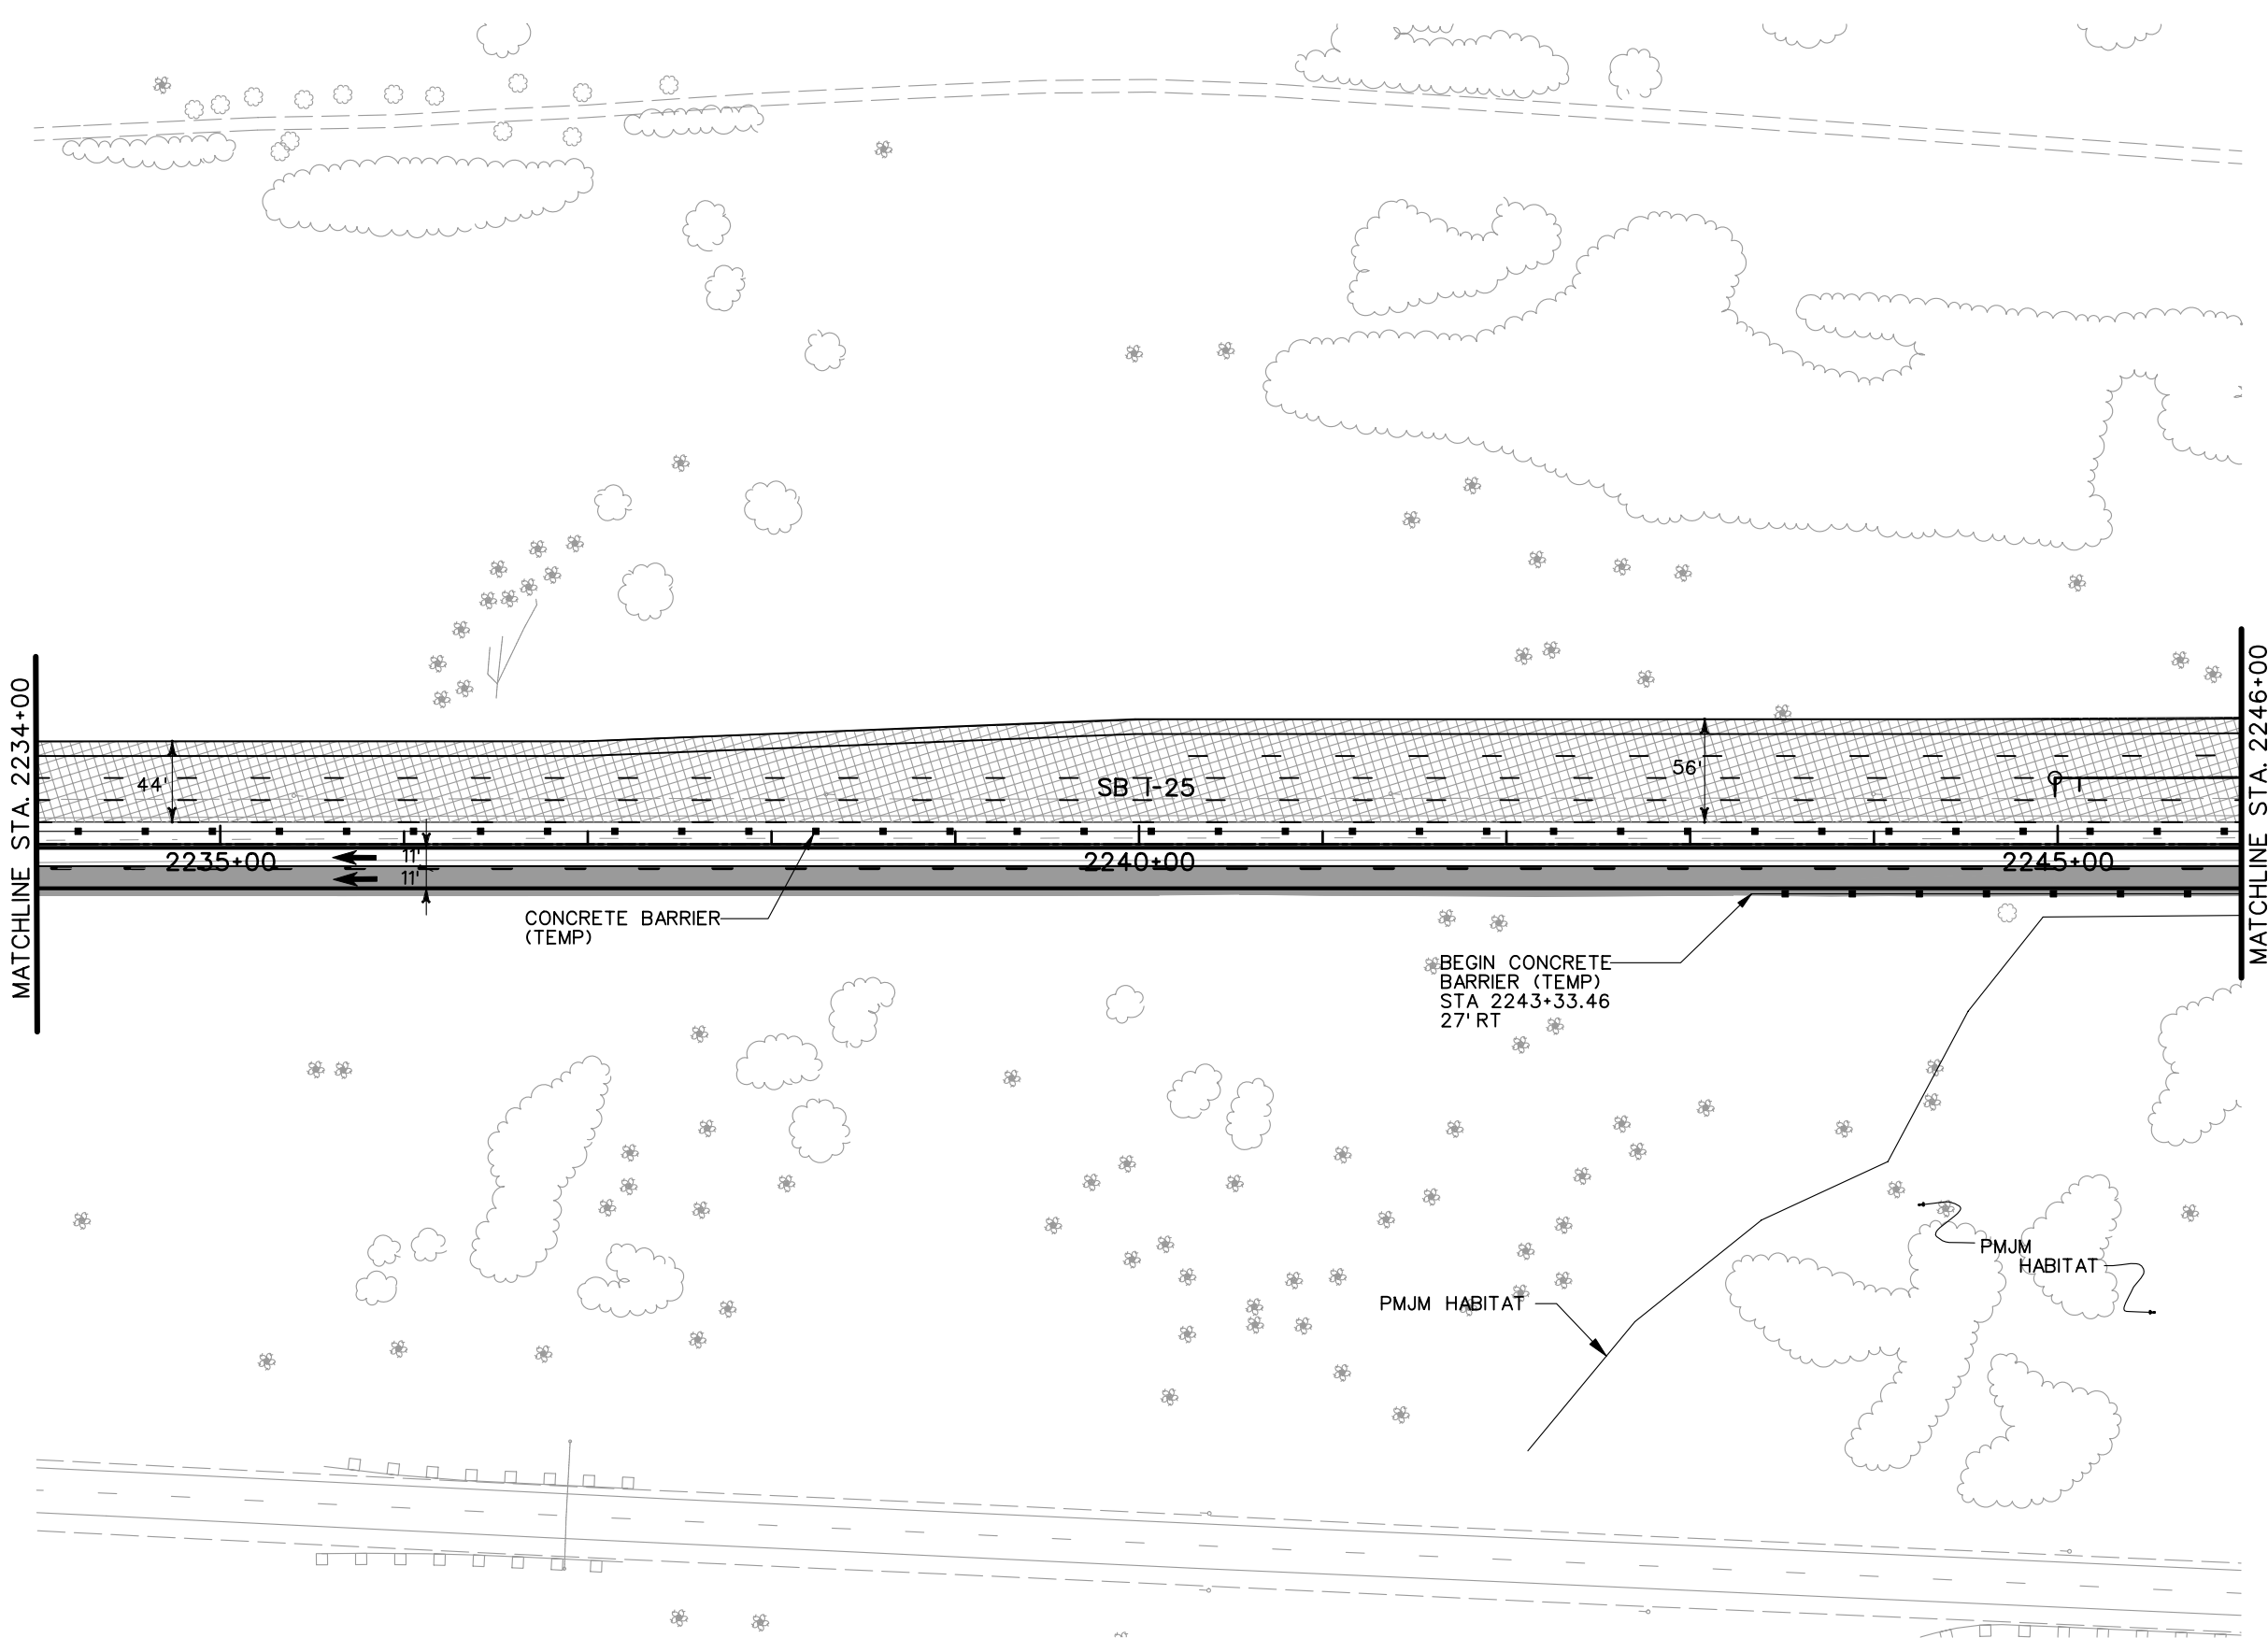 MATCHLINE STA. 2234+00
MATCHLINE STA. 2246+00
44'
SB I-25
56'
11'
11'
2235+00
2240+00
2245+00
CONCRETE BARRIER
(TEMP)
BEGIN CONCRETE
BARRIER (TEMP)
STA 2243+33.46
27' RT
PMJM
HABITAT
PMJM HABITAT